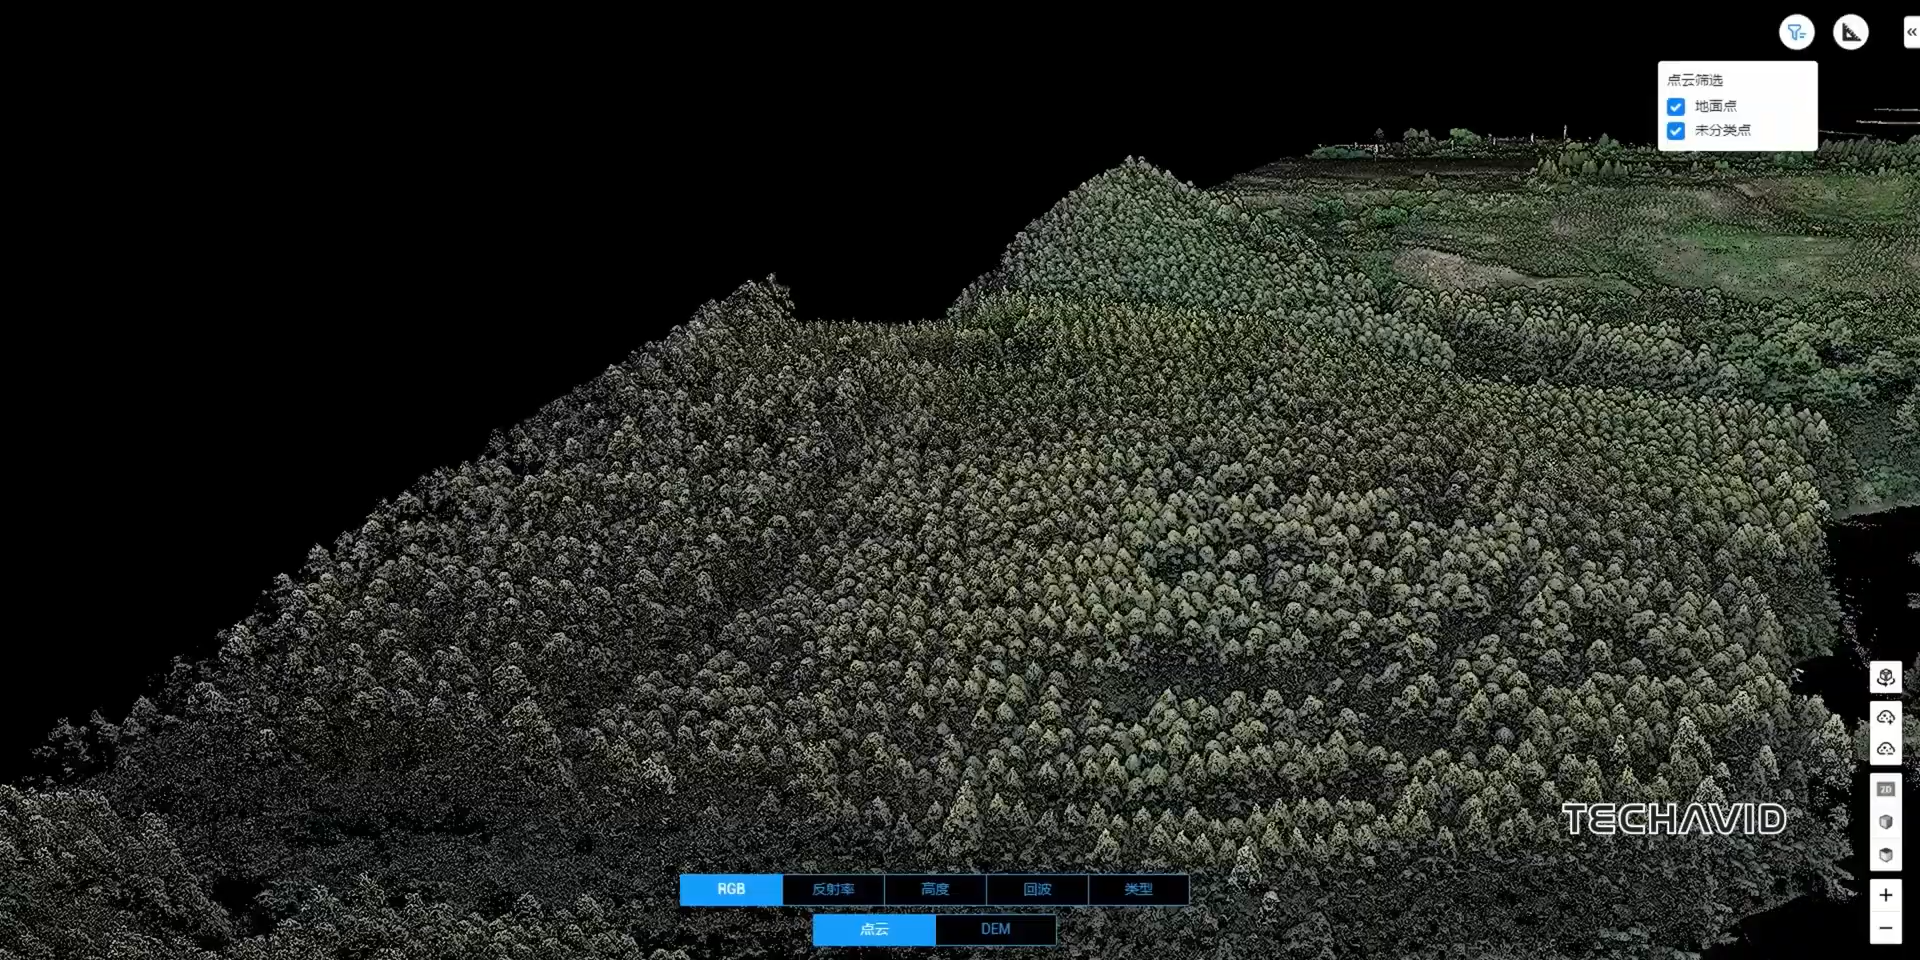 点云筛选
地面点
未分类点
2D
TECHAVID
RGB 反射率 高度 回波 类型
点云 DEM